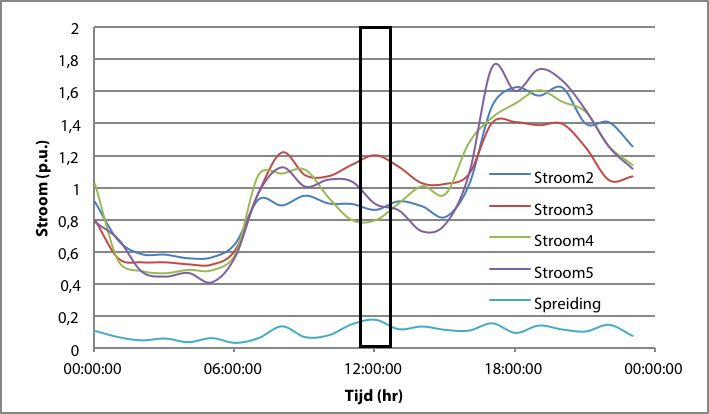 2
1,8
1,6
1,4
1,2
1
0,8
0,6
0,4
0,2
0
Stroom (p.u.)
Stroom2
Stroom3
Stroom4
Stroom5
Spreiding
00:00:00 06:00:00 12:00:00 18:00:00 00:00:00
Tijd (hr)